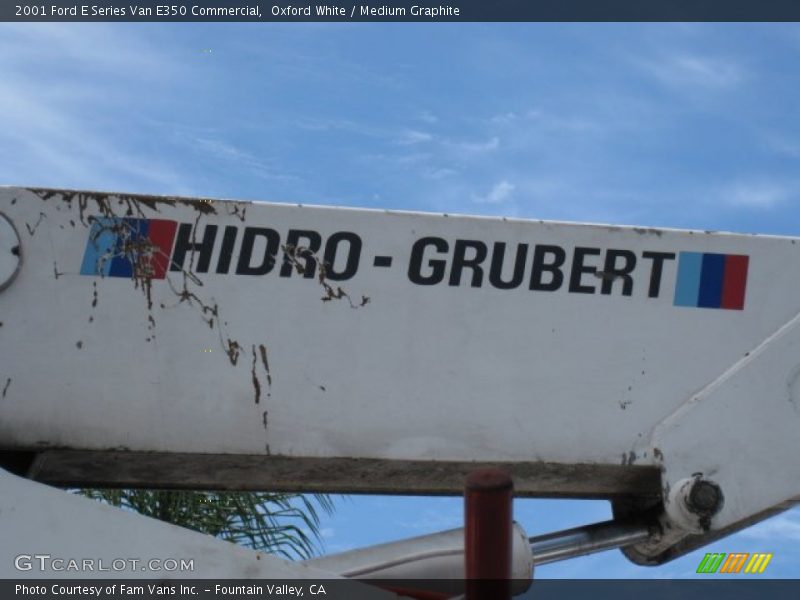 2001 Ford E Series Van E350 Commercial,  Oxford White / Medium Graphite
HIDRO - GRUBERT
GTCARLOT.COM
Photo Courtesy of Fam Vans Inc. - Fountain Valley, CA